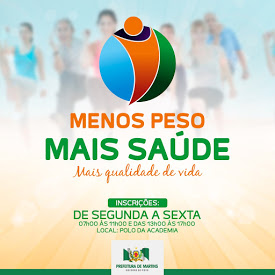 MENOS PESO
MAIS SAÚDE
Mais qualidade de vida
INSCRIÇÕES:
DE SEGUNDA A SEXTA
07h00 ÀS 11h00 E DAS 13h00 ÀS 17h00
LOCAL: POLO DA ACADEMIA
PREFEITURA DE MARTINS